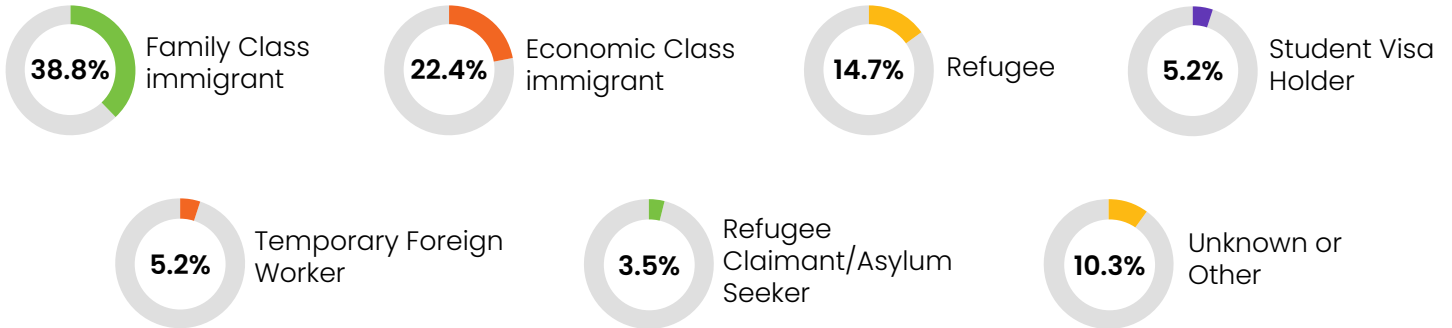 38.8%
Family Class
immigrant
22.4%
Economic Class
immigrant
14.7%
Refugee
5.2%
Student Visa
Holder
5.2%
Temporary Foreign
Worker
3.5%
Refugee
Claimant/Asylum
Seeker
10.3%
Unknown or
Other